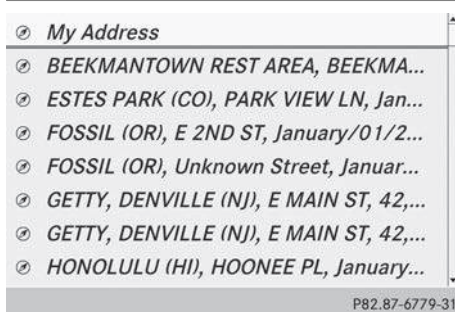 My Address
BEEKMANTOWN REST AREA, BEEKMA...
ESTES PARK (CO), PARK VIEW LN, Jan...
FOSSIL (OR), E 2ND ST, January/01/2...
FOSSIL (OR), Unknown Street, Januar...
GETTY, DENVILLE (NJ), E MAIN ST, 42,...
GETTY, DENVILLE (NJ), E MAIN ST, 42,...
HONOLULU (HI), HOONEE PL, January...
P82.87-6779-31